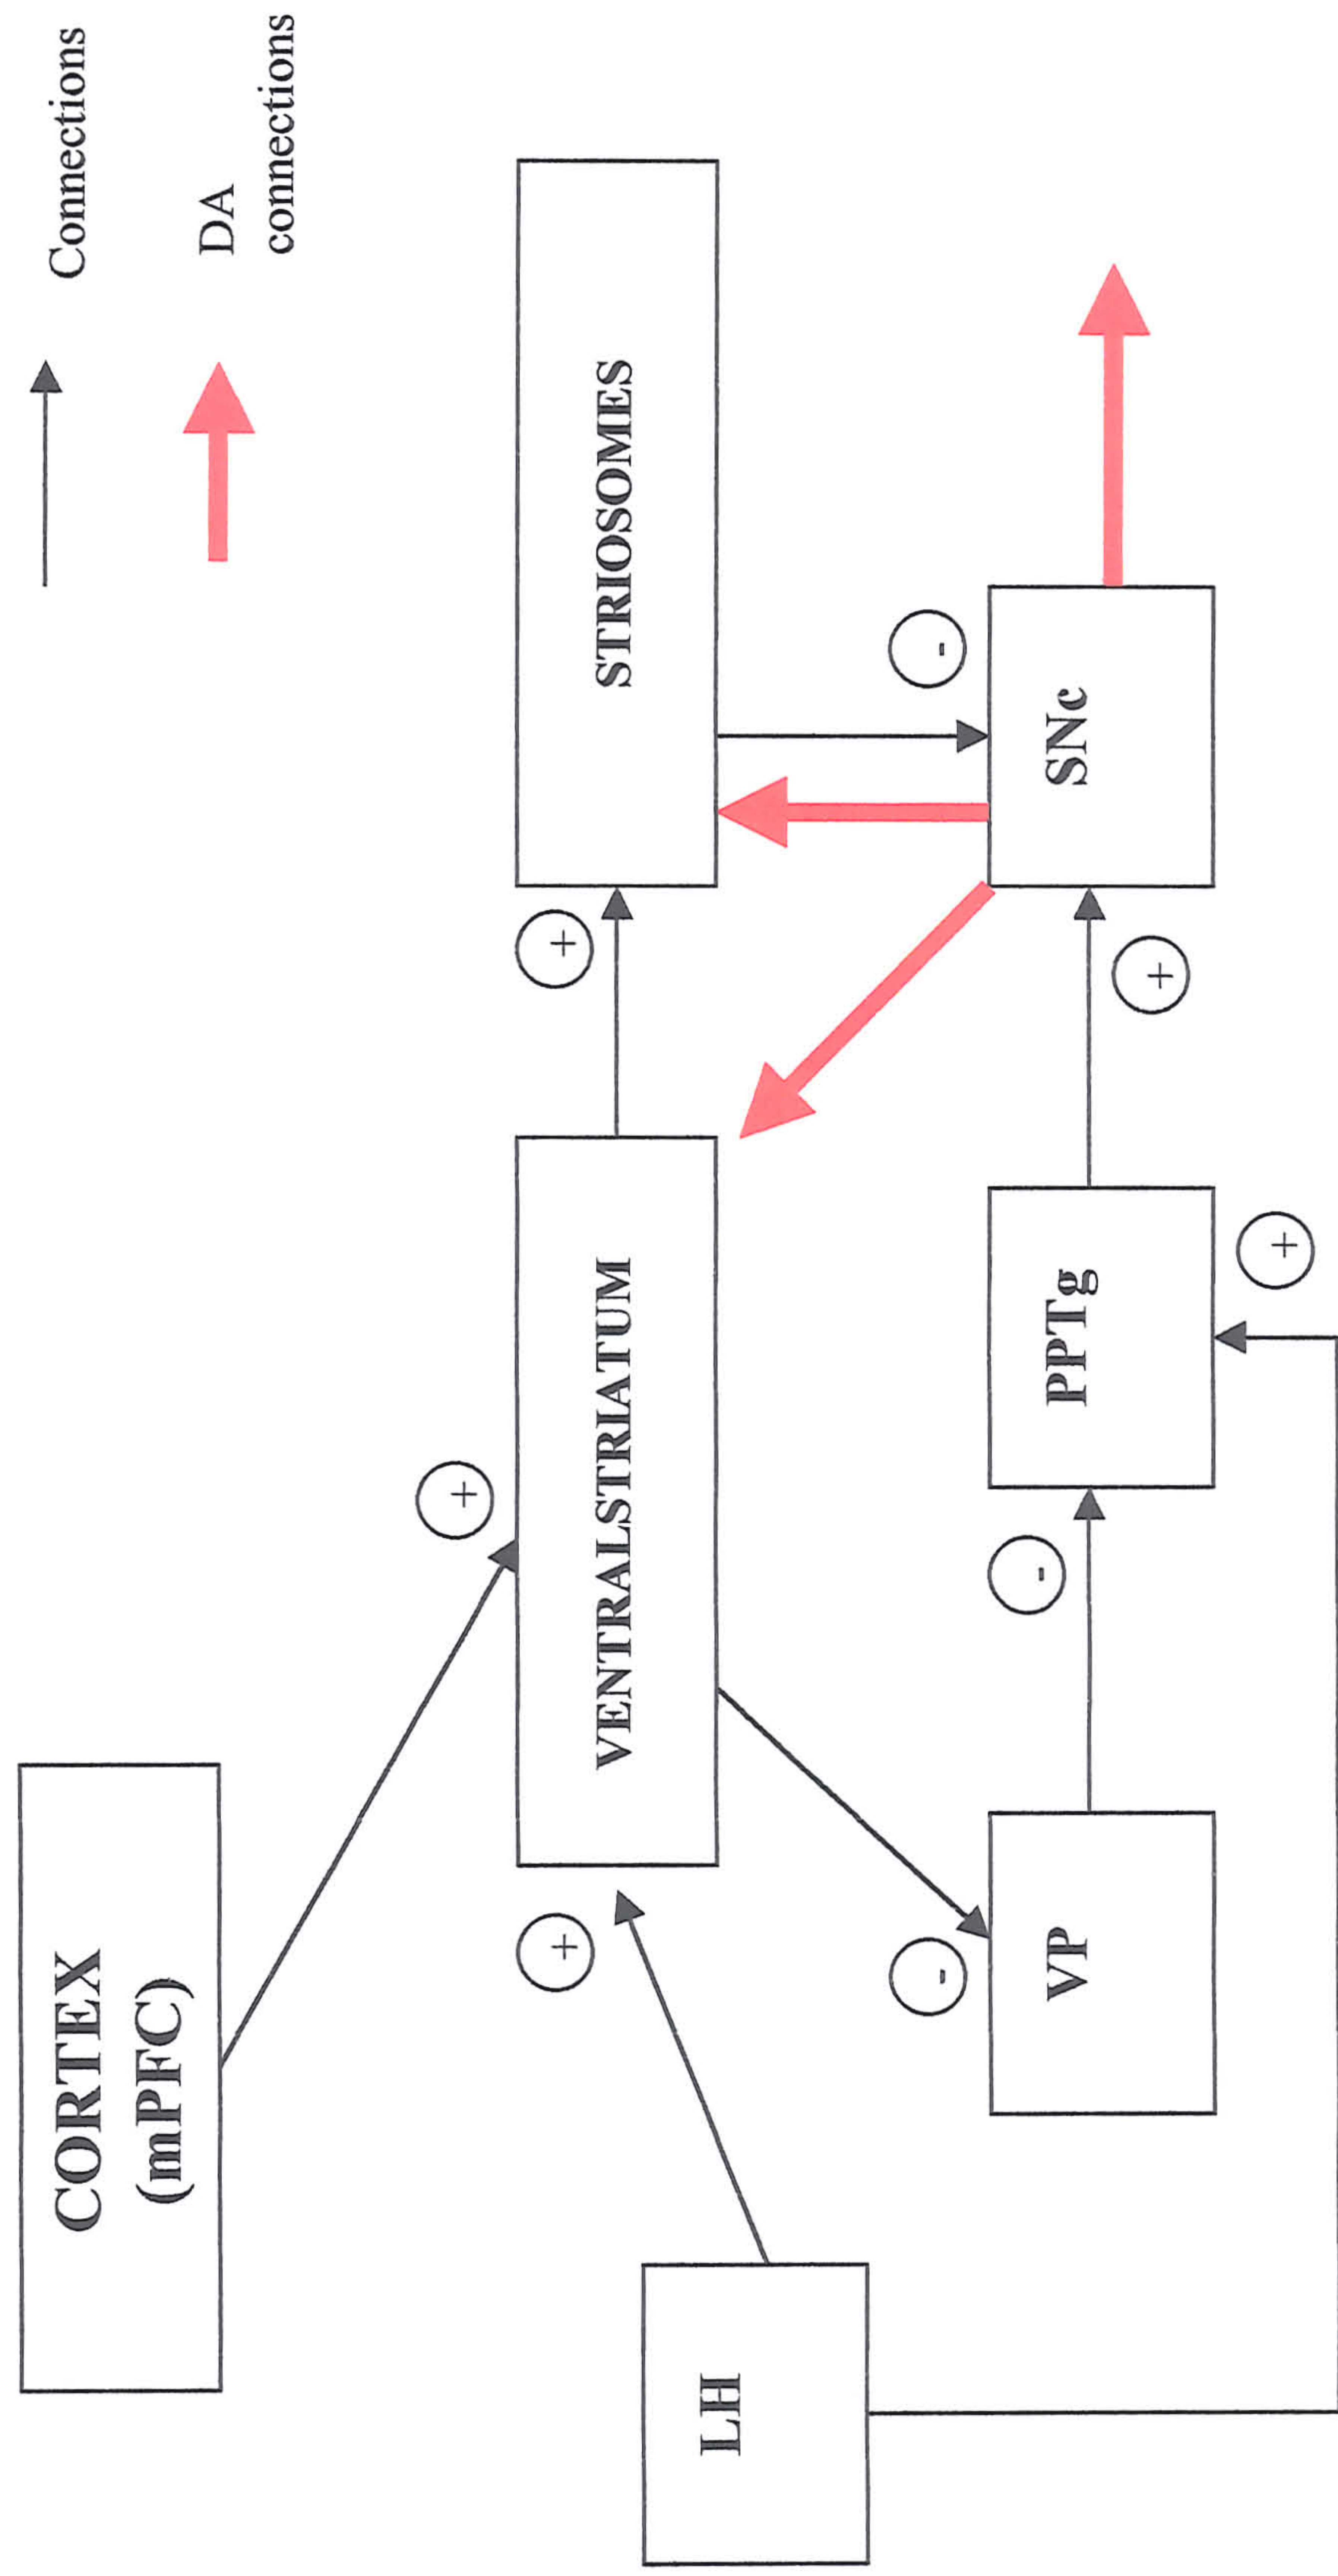 Connections
DA
connections
CORTEX
(mPFC)
+
STRIOSOMES
+
VENTRALSTRIATUM
+
LH
-
-
VP
-
PPTg
+
SNc
+